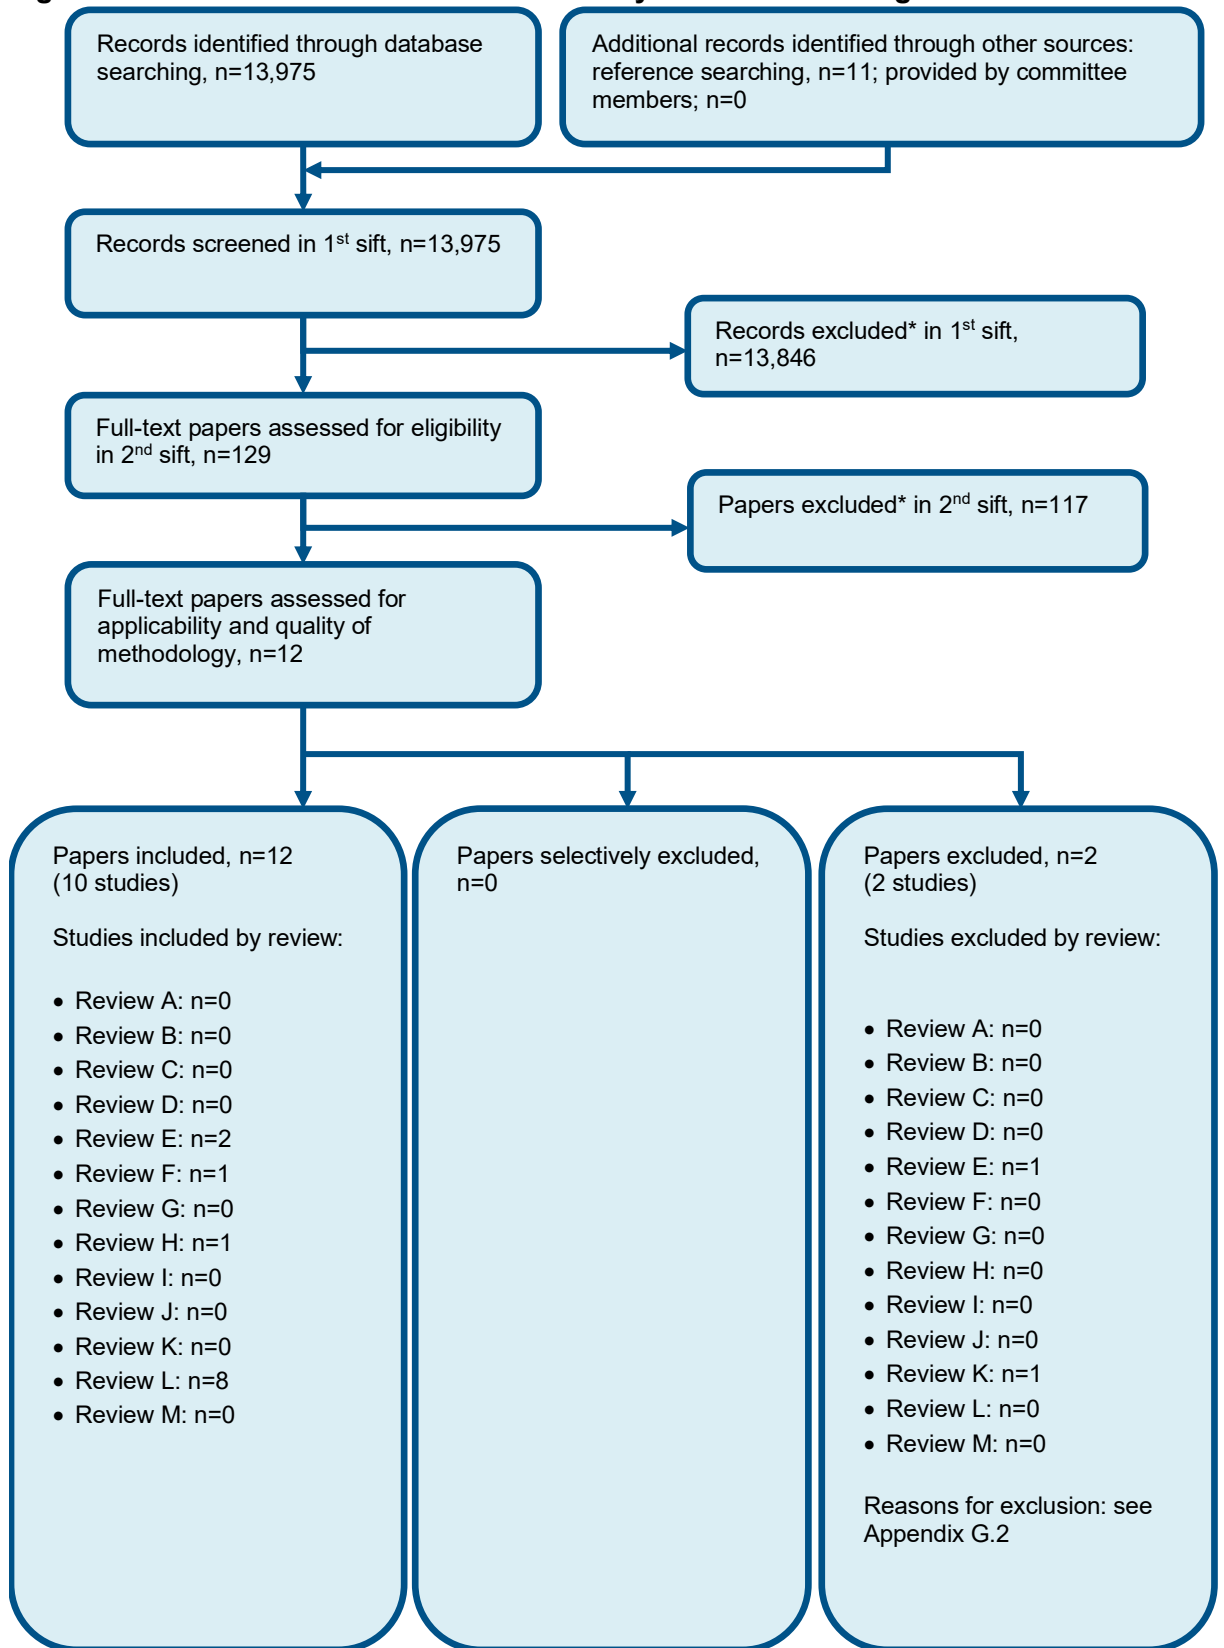 Records identified through database
searching, n=13,975
Additional records identified through other sources:
reference searching, n=11; provided by committee
members; n=0
Records screened in 1st sift, n=13,975
Records excluded* in 1st sift,
n=13,846
Full-text papers assessed for eligibility
in 2nd sift, n=129
Papers excluded* in 2nd sift, n=117
Full-text papers assessed for
applicability and quality of
methodology, n=12
Papers included, n=12
(10 studies)
Studies included by review:
• Review A: n=0
• Review B: n=0
• Review C: n=0
• Review D: n=0
• Review E: n=2
• Review F: n=1
• Review G: n=0
• Review H: n=1
• Review I: n=0
• Review J: n=0
• Review K: n=0
• Review L: n=8
• Review M: n=0
Papers selectively excluded,
n=0
Papers excluded, n=2
(2 studies)
Studies excluded by review:
• Review A: n=0
• Review B: n=0
• Review C: n=0
• Review D: n=0
• Review E: n=1
• Review F: n=0
• Review G: n=0
• Review H: n=0
• Review I: n=0
• Review J: n=0
• Review K: n=1
• Review L: n=0
• Review M: n=0
Reasons for exclusion: see
Appendix G.2